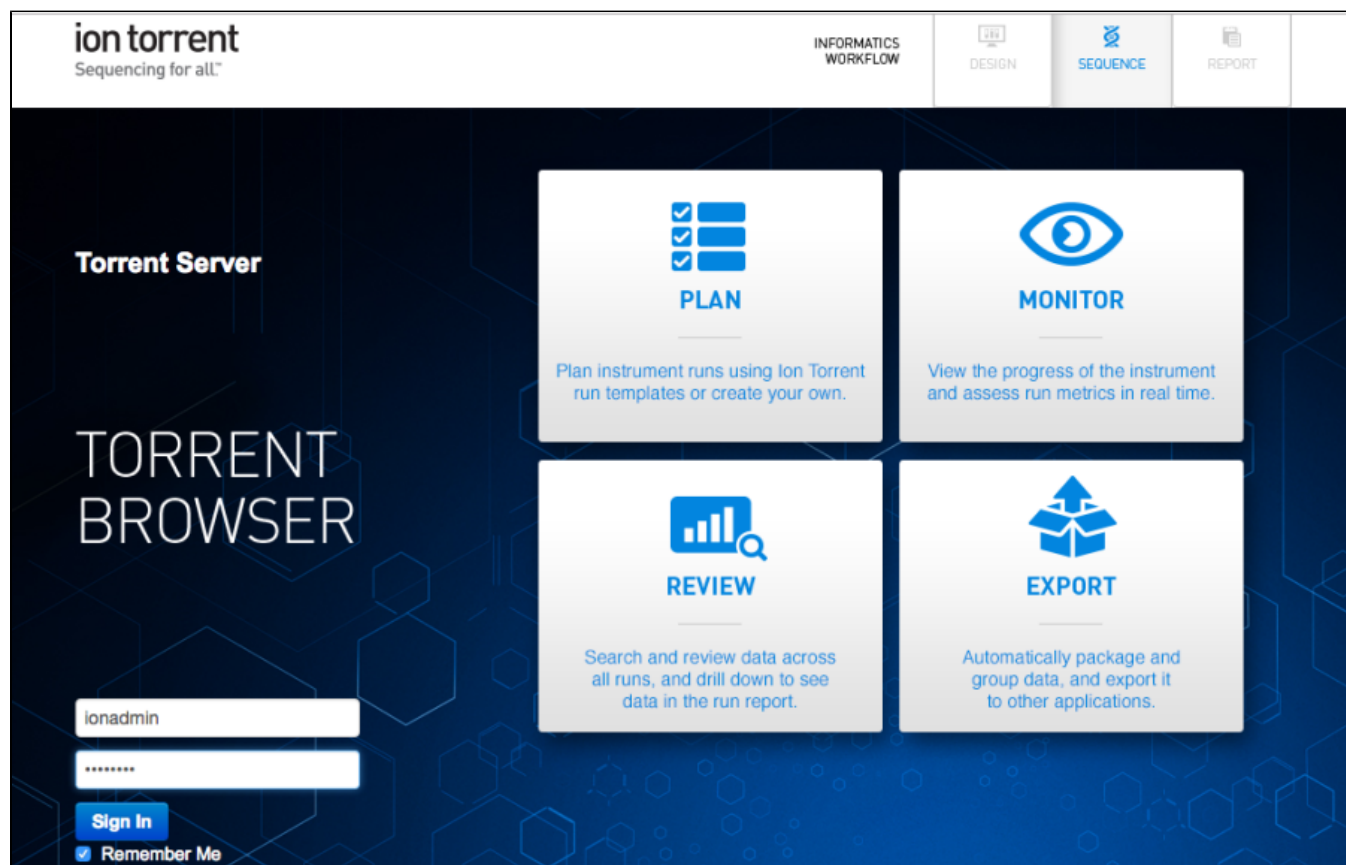 ion torrent
Sequencing for all.™
INFORMATICS
WORKFLOW
DESIGN
SEQUENCE
REPORT
Torrent Server
TORRENT
BROWSER
ionadmin
••••••••
Sign In
Remember Me
PLAN
Plan instrument runs using Ion Torrent
run templates or create your own.
MONITOR
View the progress of the instrument
and assess run metrics in real time.
REVIEW
Search and review data across
all runs, and drill down to see
data in the run report.
EXPORT
Automatically package and
group data, and export it
to other applications.